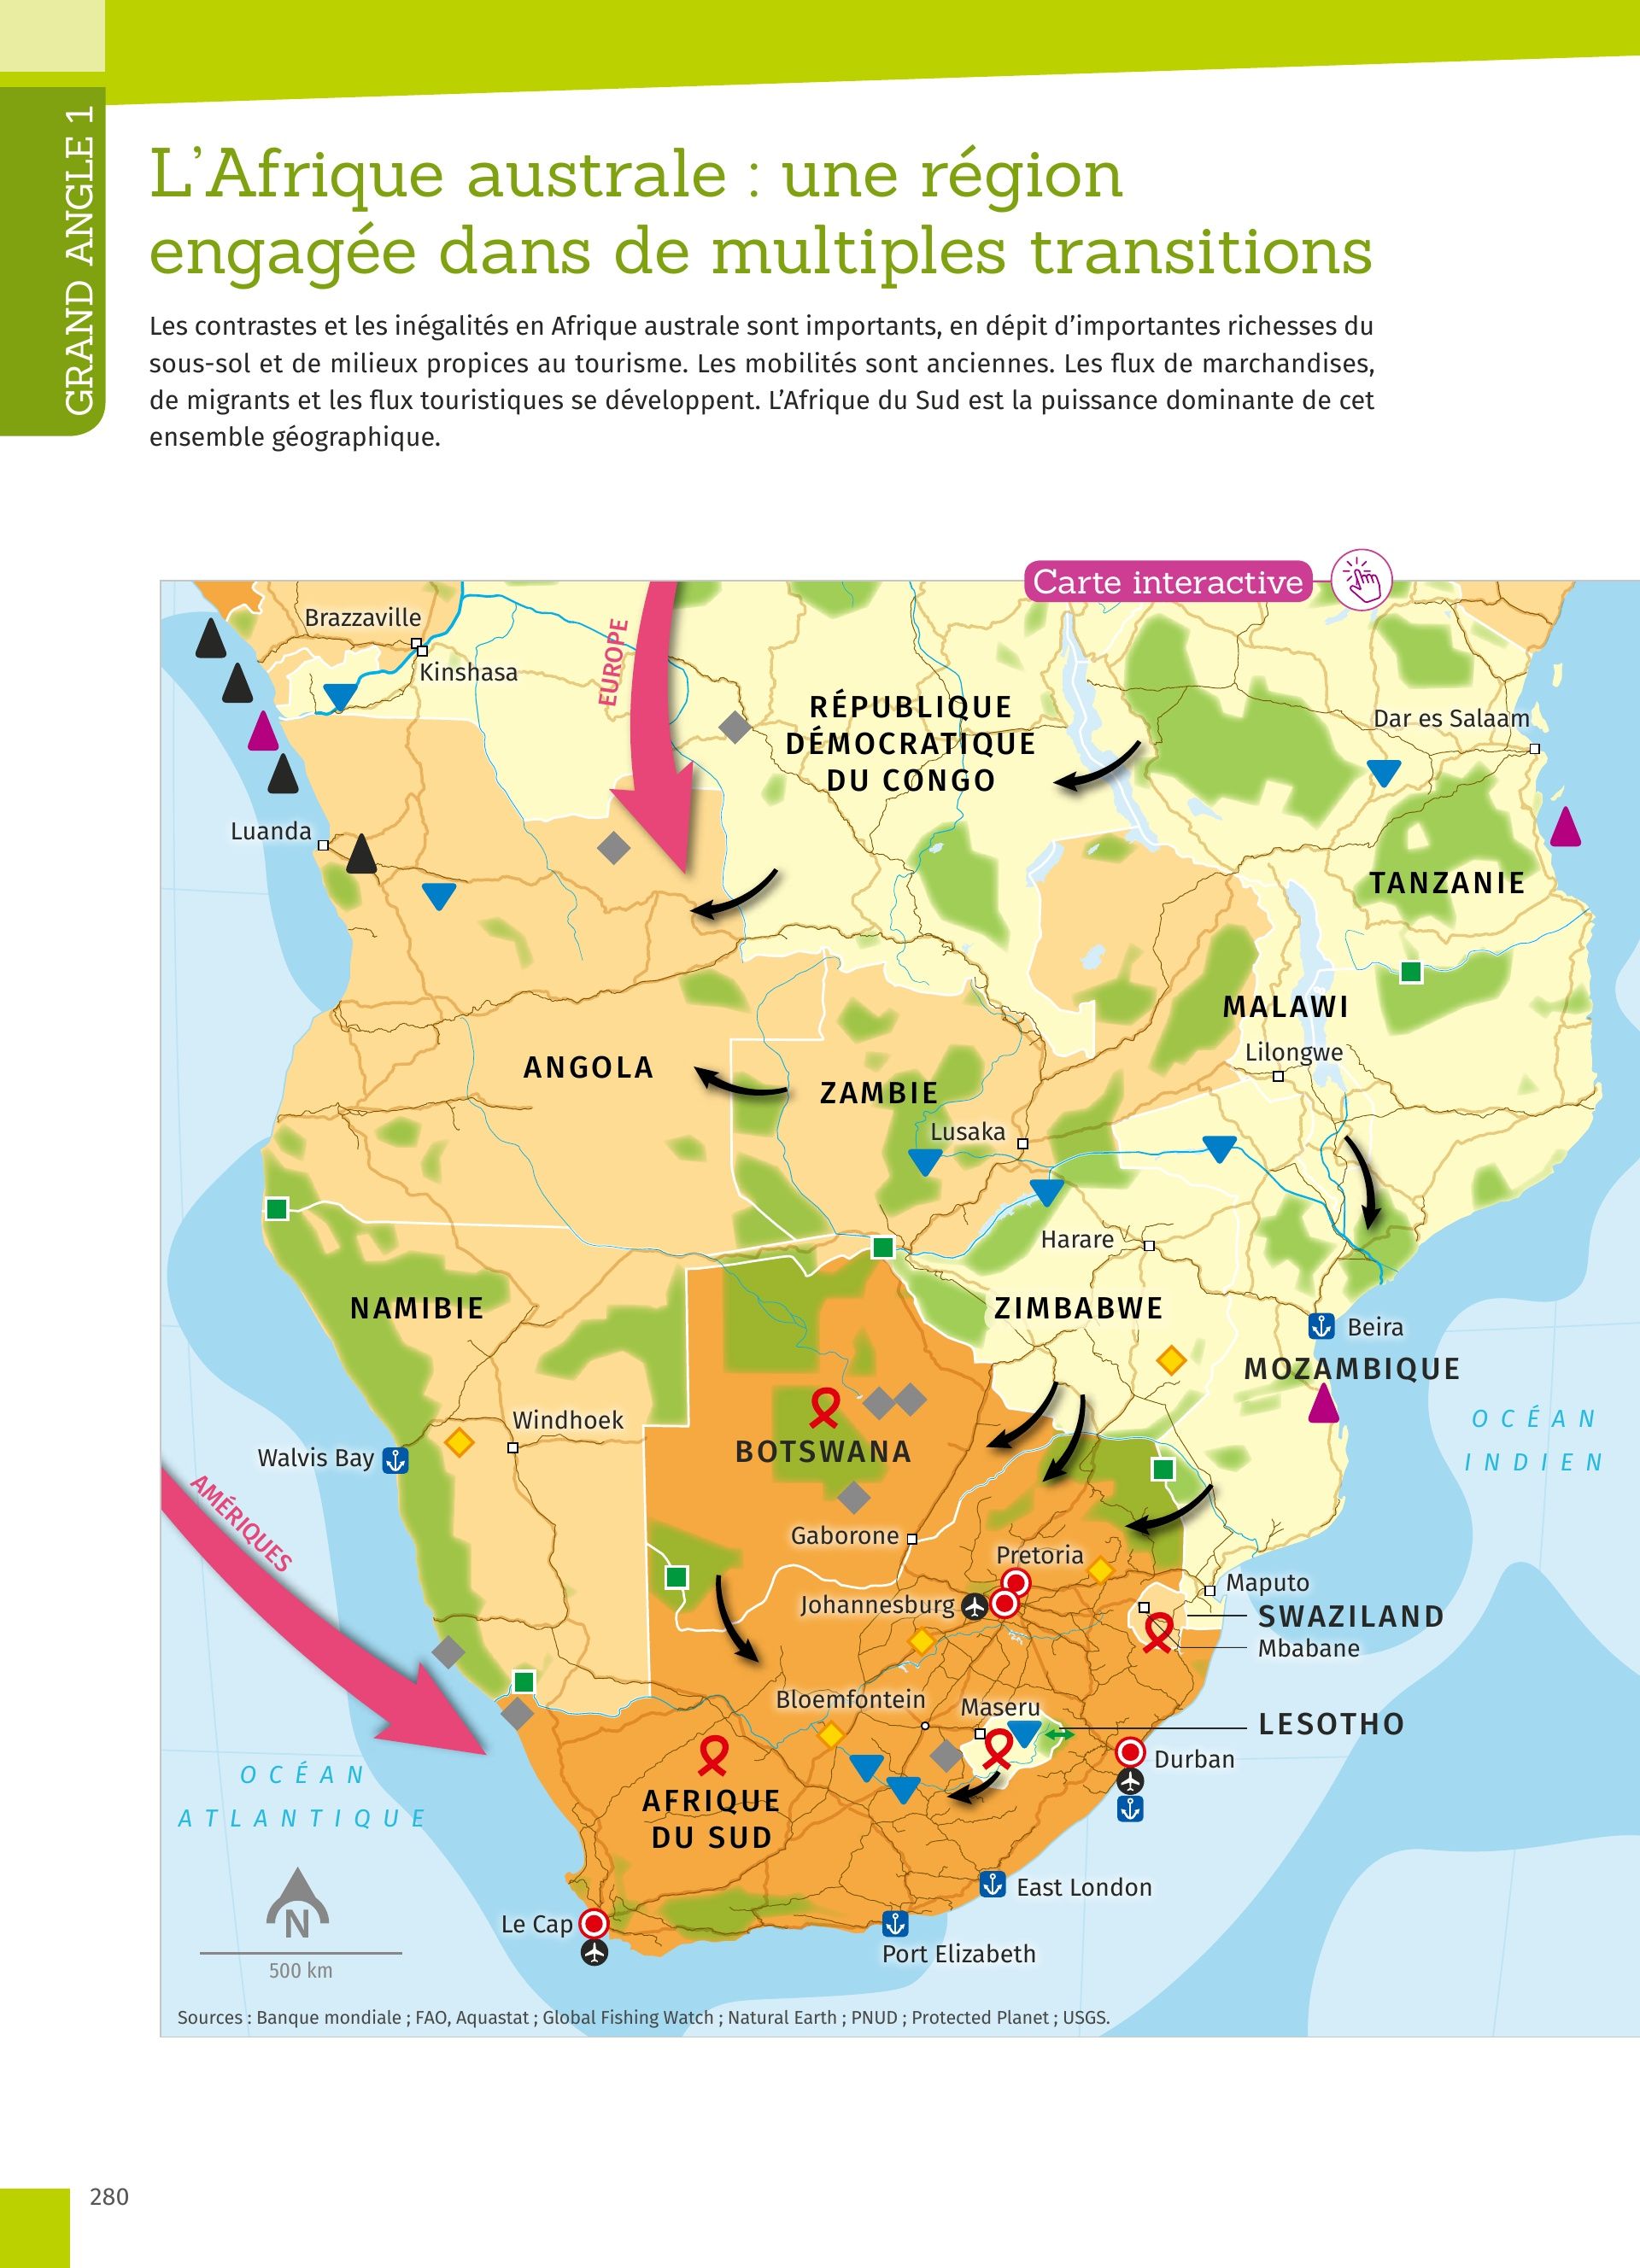 GRAND ANGLE 1
L'Afrique australe : une région
engagée dans de multiples transitions
Les contrastes et les inégalités en Afrique australe sont importants, en dépit d'importantes richesses du
sous-sol et de milieux propices au tourisme. Les mobilités sont anciennes. Les flux de marchandises,
de migrants et les flux touristiques se développent. L'Afrique du Sud est la puissance dominante de cet
ensemble géographique.
Carte interactive
Brazzaville
Kinshasa
EUROPE
RÉPUBLIQUE
DÉMOCRATIQUE
DU CONGO
Dar es Salaam
Luanda
TANZANIE
MALAWI
Lilongwe
ANGOLA
ZAMBIE
Lusaka
Harare
NAMIBIE
ZIMBABWE
Beira
MOZAMBIQUE
OCÉAN
INDIEN
Windhoek
Walvis Bay
BOTSWANA
AMÉRIQUES
Gaborone
Pretoria
Johannesburg
Maputo
SWAZILAND
Mbabane
Bloemfontein
Maseru
LESOTHO
Durban
OCÉAN
ATLANTIQUE
AFRIQUE
DU SUD
East London
Le Cap
Port Elizabeth
N
500 km
Sources : Banque mondiale ; FAO, Aquastat ; Global Fishing Watch ; Natural Earth ; PNUD ; Protected Planet ; USGS.
280